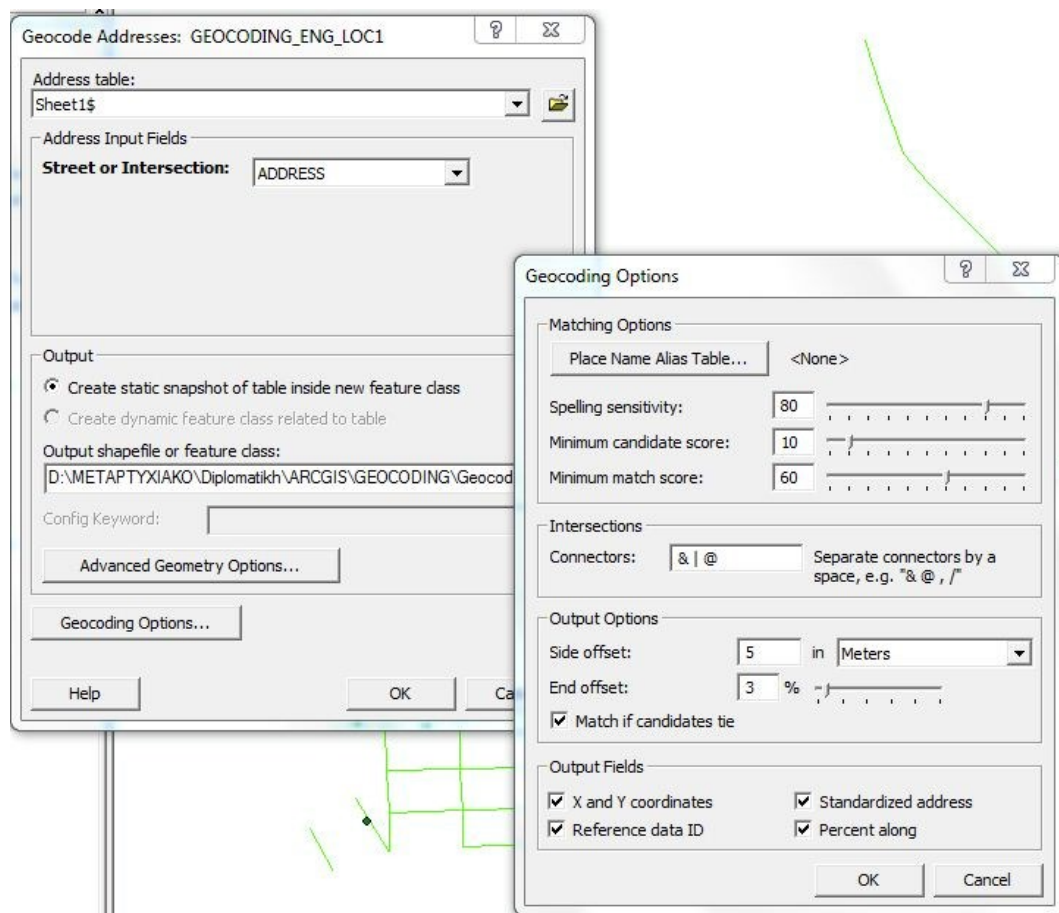 Geocode Addresses: GEOCODING_ENG_LOC1
Address table:
Sheet1$
Address Input Fields
Street or Intersection: ADDRESS
Output
Create static snapshot of table inside new feature class
Create dynamic feature class related to table
Output shapefile or feature class:
D:\METAPTYXIAKO\Diplomatikh\ARCGIS\GEOCODING\Geocod
Config Keyword:
Advanced Geometry Options...
Geocoding Options...
Help OK Ca
Geocoding Options
Matching Options
Place Name Alias Table... <None>
Spelling sensitivity: 80
Minimum candidate score: 10
Minimum match score: 60
Intersections
Connectors: & | @ Separate connectors by a
space, e.g. "& @ , /"
Output Options
Side offset: 5 in Meters
End offset: 3 %
Match if candidates tie
Output Fields
X and Y coordinates Standardized address
Reference data ID Percent along
OK Cancel